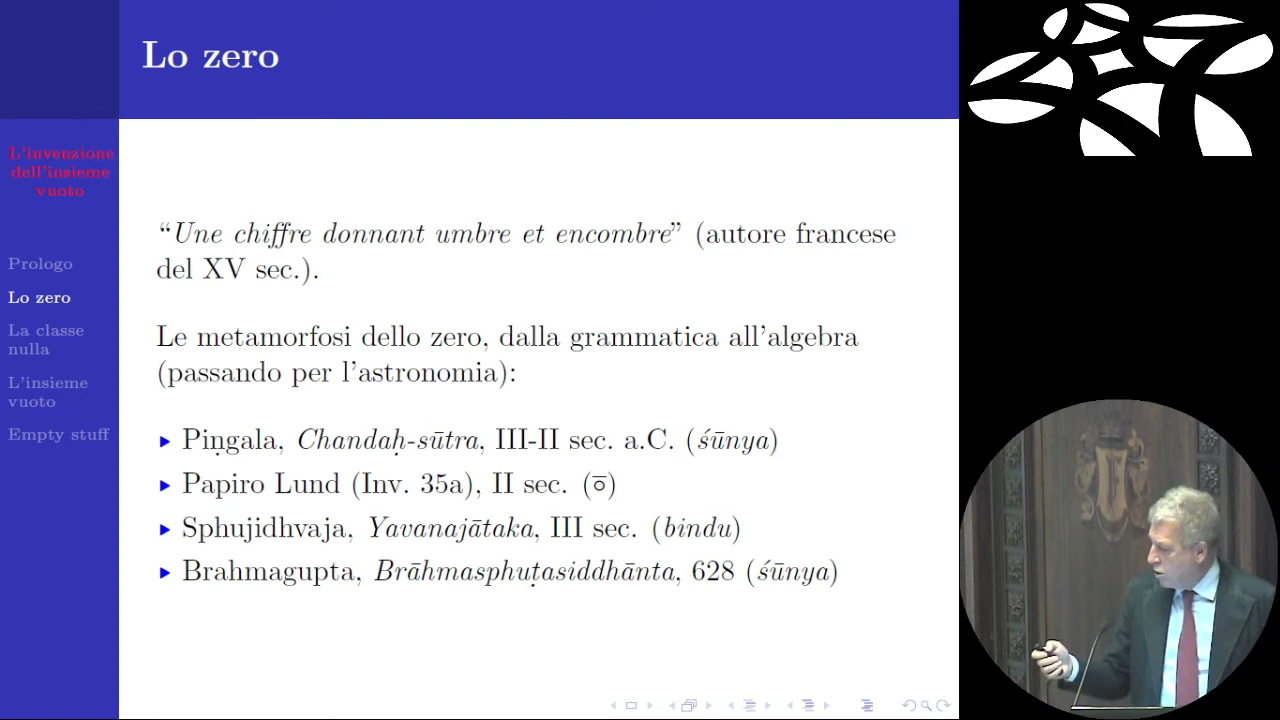 Lo zero
L'invenzione
dell'insieme
vuoto
Prologo
Lo zero
La classe
nulla
L'insieme
vuoto
Empty stuff
“Une chiffre donnant umbre et encombre” (autore francese
del XV sec.).
Le metamorfosi dello zero, dalla grammatica all'algebra
(passando per l'astronomia):
Piṇgala, Chandaḥ-sūtra, III-II sec. a.C. (śūnya)
Papiro Lund (Inv. 35a), II sec. (ō)
Sphujidhvaja, Yavanajātaka, III sec. (bindu)
Brahmagupta, Brāhmasphuṭasiddhānta, 628 (śūnya)